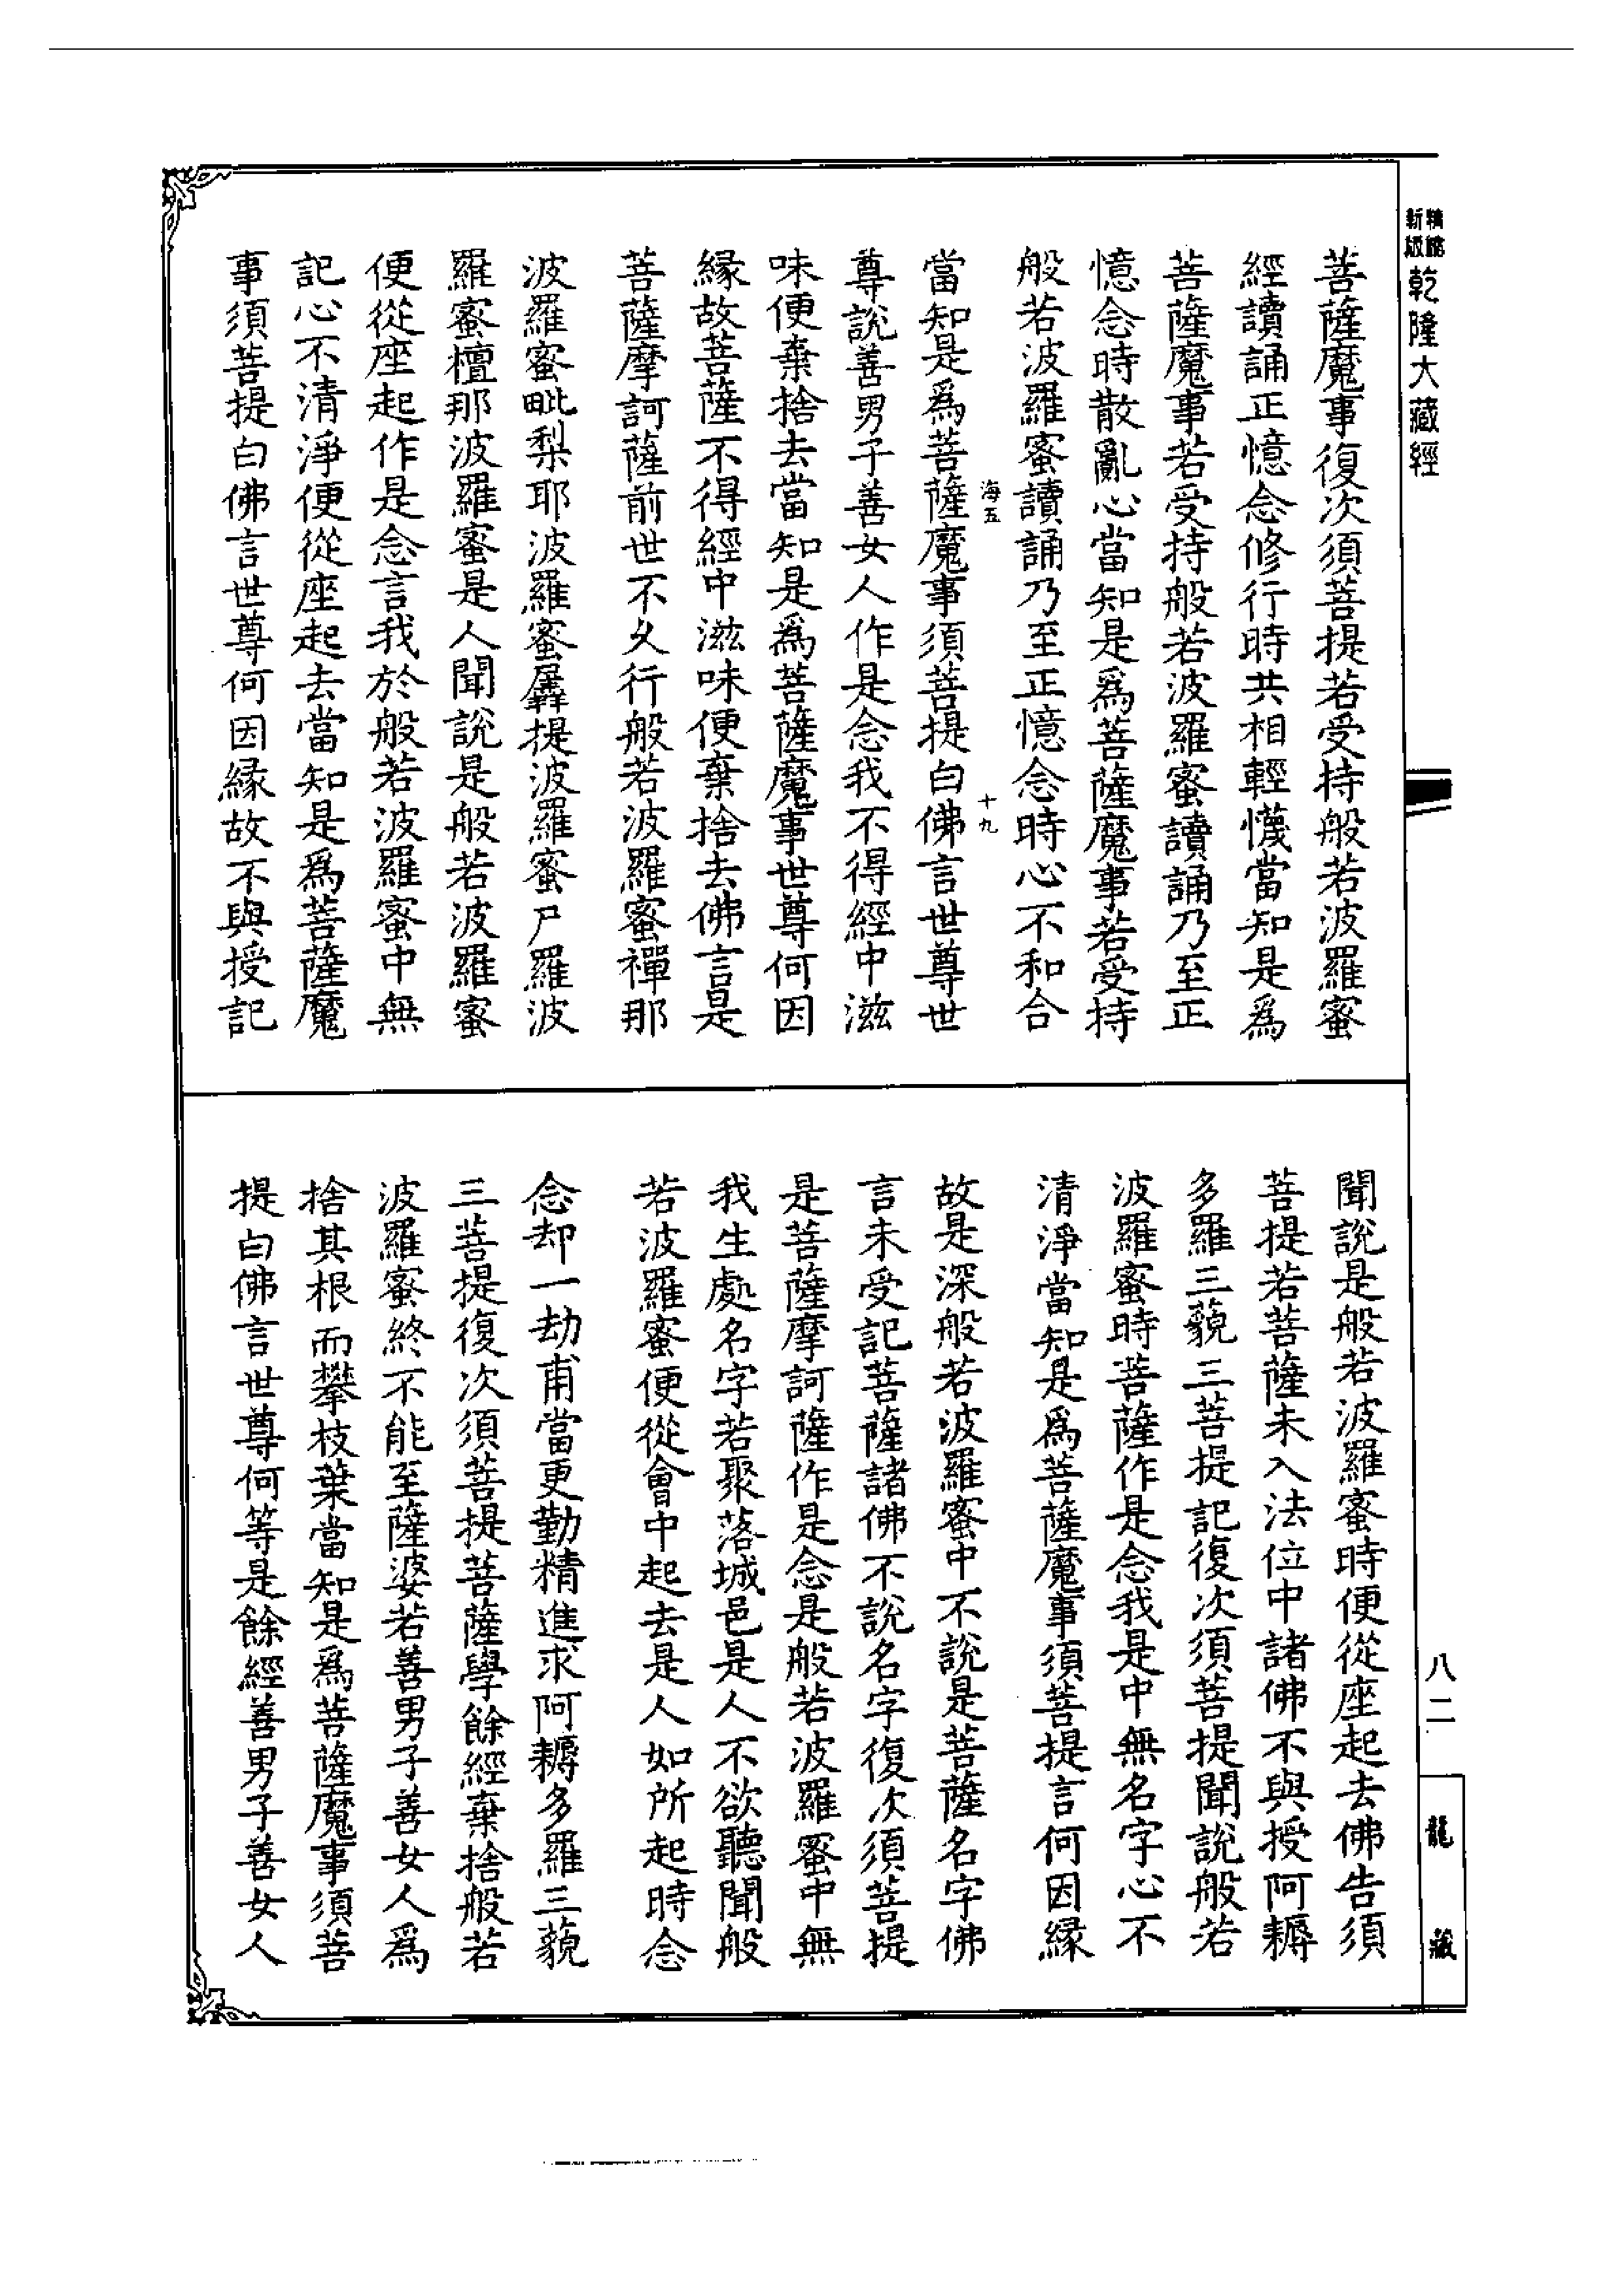 新版 精縮 乾隆大藏經
菩薩魔事復次須菩提若受持般若波羅蜜
經讀誦正憶念修行時共相輕懱當知是爲
菩薩魔事若受持般若波羅蜜讀誦乃至正
憶念時散亂心當知是爲菩薩魔事若受持
般若波羅蜜讀誦乃至正憶念時心不和合
海五 十九
當知是爲菩薩魔事須菩提白佛言世尊世
尊說善男子善女人作是念我不得經中滋
味便棄捨去當知是爲菩薩魔事世尊何因
緣故菩薩不得經中滋味便棄捨去佛言是
菩薩摩訶薩前世不久行般若波羅蜜禪那
波羅蜜毗梨耶波羅蜜羼提波羅蜜尸羅波
羅蜜檀那波羅蜜是人聞說是般若波羅蜜
便從座起作是念言我於般若波羅蜜中無
記心不清淨便從座起去當知是爲菩薩魔
事須菩提白佛言世尊何因緣故不與授記
聞說是般若波羅蜜時便從座起去佛告須
菩提若菩薩未入法位中諸佛不與授阿耨
多羅三藐三菩提記復次須菩提聞說般若
波羅蜜時菩薩作是念我是中無名字心不
清淨當知是爲菩薩魔事須菩提言何因緣
故是深般若波羅蜜中不說是菩薩名字佛
言未受記菩薩諸佛不說名字復次須菩提
是菩薩摩訶薩作是念是般若波羅蜜中無
我生處名字若聚落城邑是人不欲聽聞般
若波羅蜜便從會中起去是人如所起時念
念却一劫甫當更勤精進求阿耨多羅三藐
三菩提復次須菩提菩薩學餘經棄捨般若
波羅蜜終不能至薩婆若善男子善女人爲
捨其根而攀枝葉當知是爲菩薩魔事須菩
提白佛言世尊何等是餘經善男子善女人
八二
龍藏